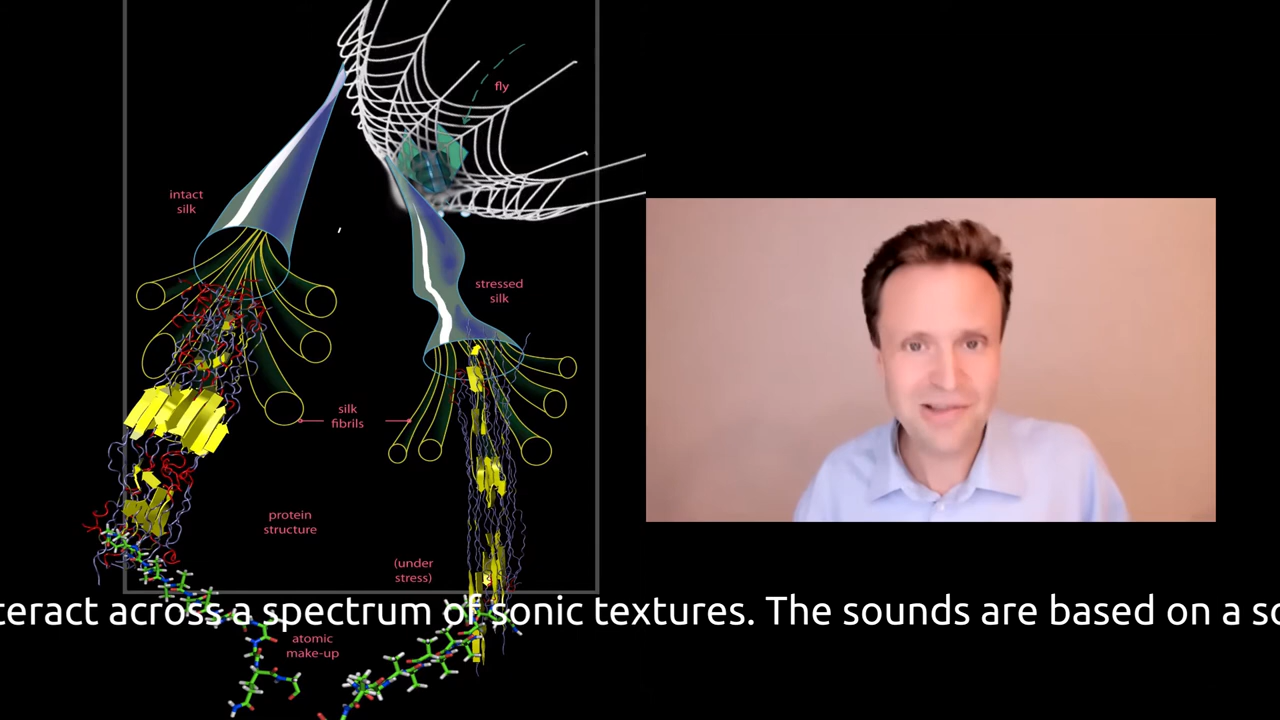 fly
intact
silk
stressed
silk
silk
fibrils
protein
structure
(under
stress)
teract across a spectrum of sonic textures. The sounds are based on a so
atomic
make-up